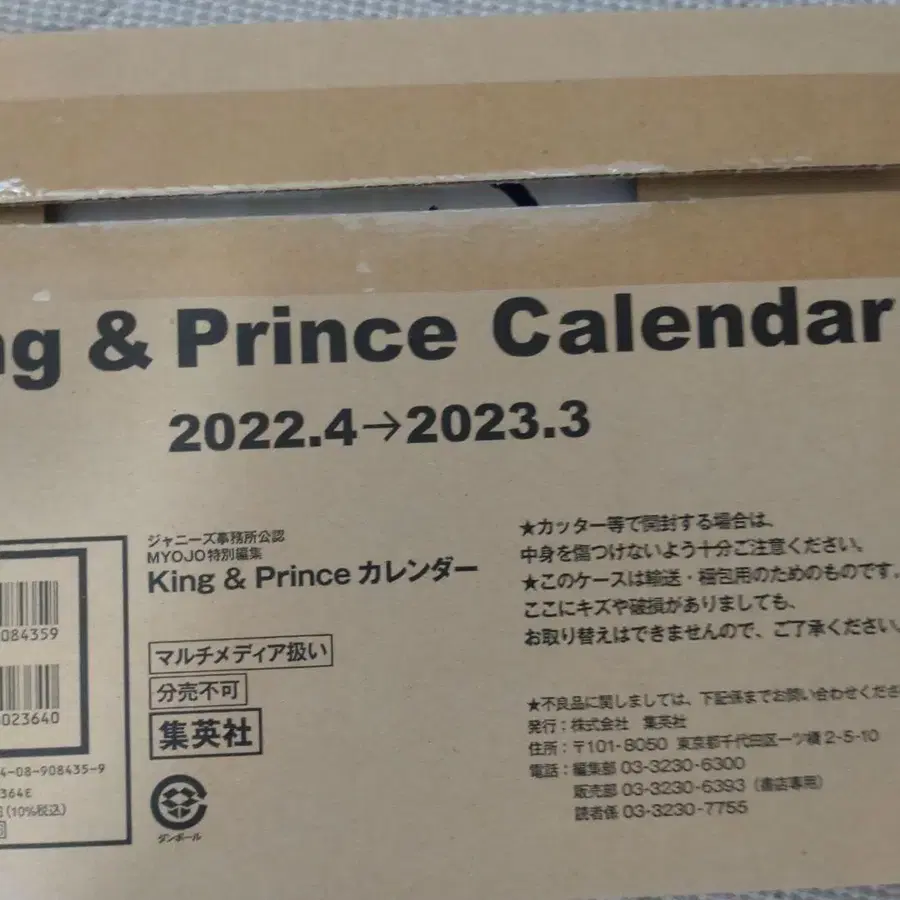 ng & Prince Calendar
2022.4→2023.3
ジャニーズ事務所公認
MYOJO特別編集
King & Prince カレンダー
マルチメディア扱い
分売不可
集英社
ダンボール
084359
023640
4-08-908435-9
364E
(10%税込)
★カッター等で開封する場合は、
中身を傷つけないよう十分ご注意ください。
★このケースは輸送・梱包用のためのものです。
ここにキズや破損がありましても、
お取り替えはできませんので、ご了承ください。
★不良品に関しましては、下記係までお問い合わせくださ
発行：株式会社 集英社
住所：〒101-8050 東京都千代田区一ツ橋2-5-10
電話：編集部 03-3230-6300
販売部 03-3230-6393（書店専用）
読者係 03-3230-7755